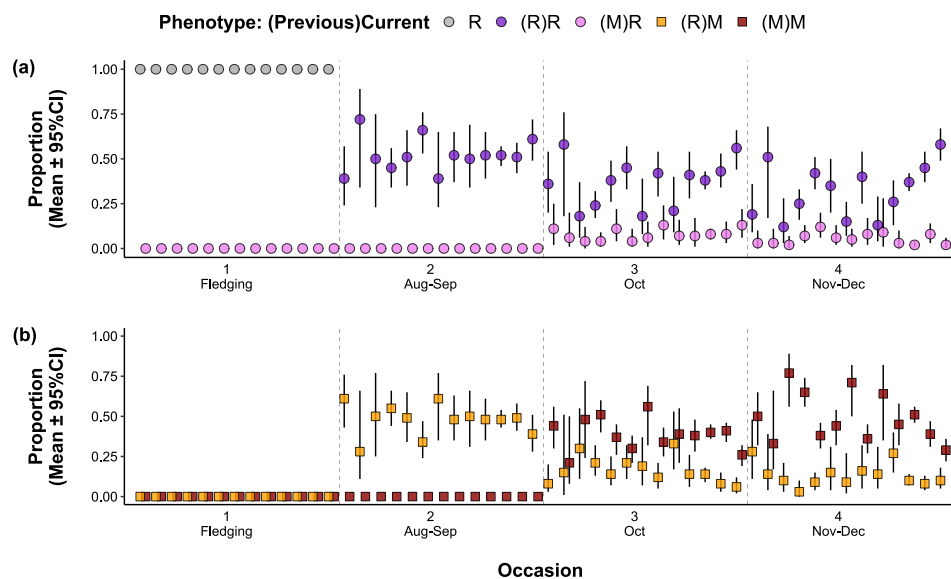 Phenotype: (Previous)Current R (R)R (M)R (R)M (M)M
(a)
Proportion
(Mean ± 95%CI)
1.00
0.75
0.50
0.25
0.00
1
Fledging
2
Aug-Sep
3
Oct
4
Nov-Dec
(b)
Proportion
(Mean ± 95%CI)
1.00
0.75
0.50
0.25
0.00
1
Fledging
2
Aug-Sep
3
Oct
4
Nov-Dec
Occasion